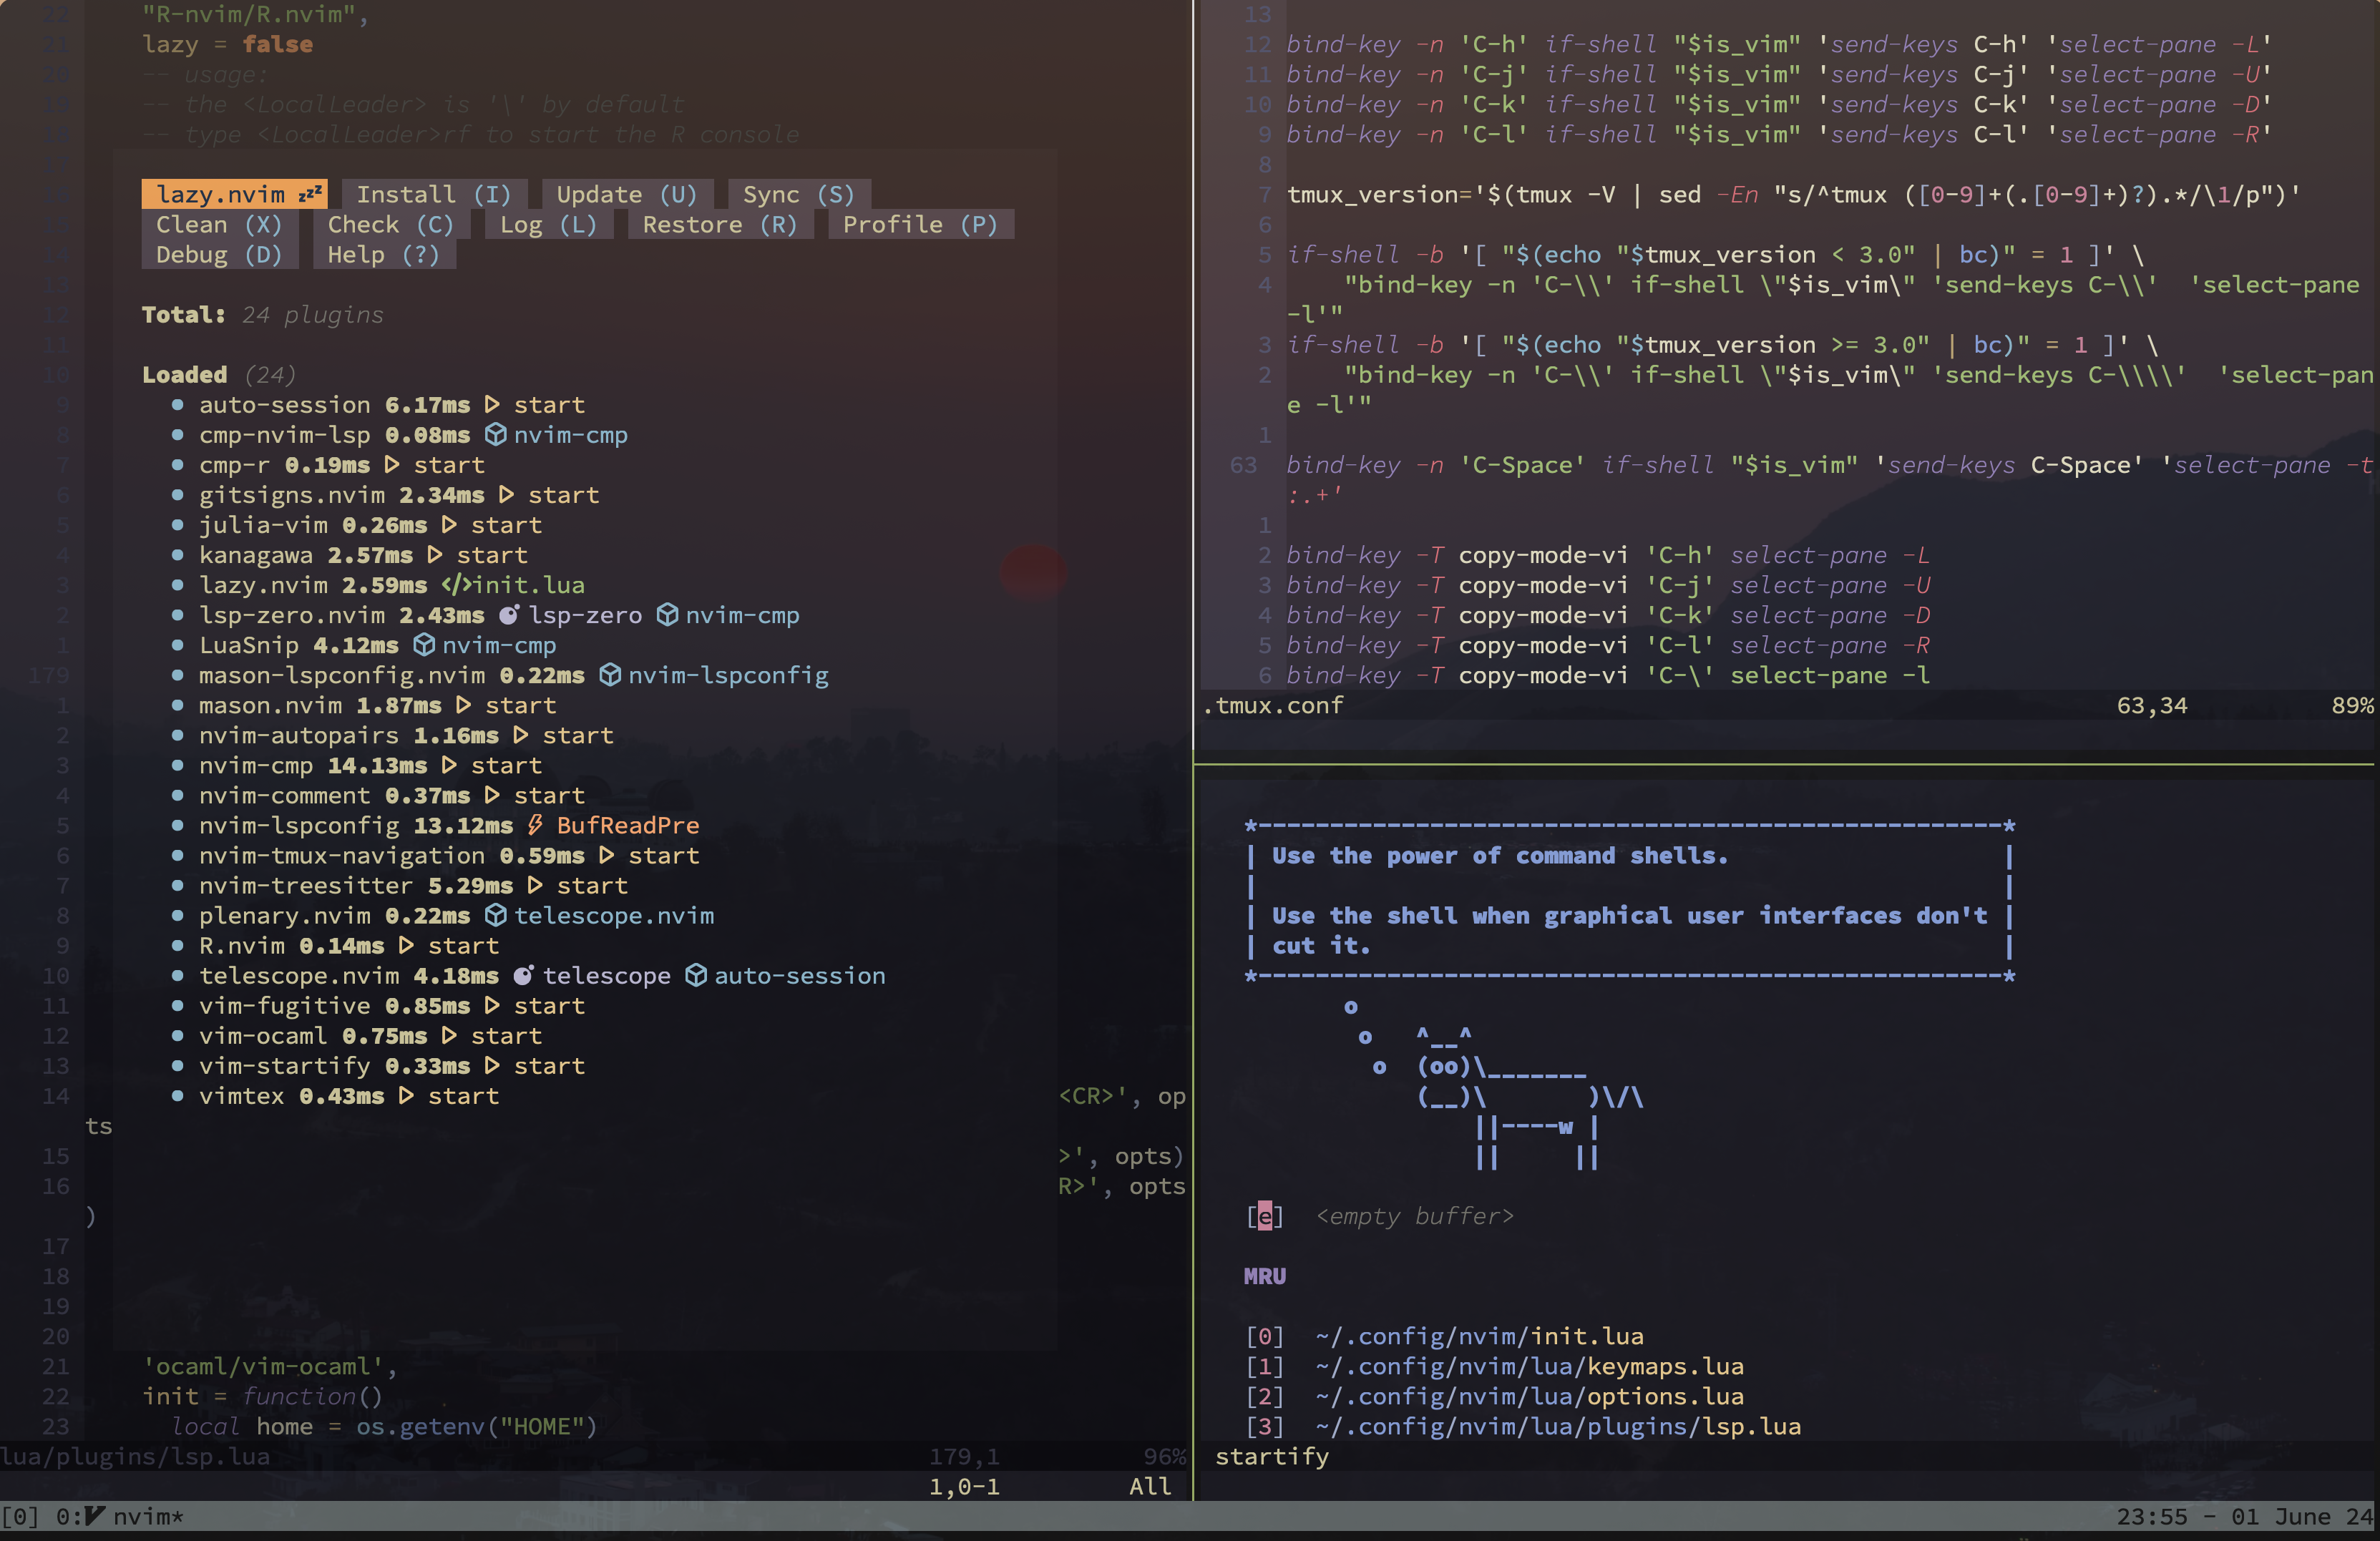 22 "R-nvim/R.nvim",
21 lazy = false
-- usage:
-- the <LocalLeader> is '\' by default
-- type <LocalLeader>rf to start the R console
lazy.nvim zzz Install (I) Update (U) Sync (S)
Clean (X) Check (C) Log (L) Restore (R) Profile (P)
14 Debug (D) Help (?)
13
12 Total: 24 plugins
11
10 Loaded (24)
9 ● auto-session 6.17ms ▷ start
8 ● cmp-nvim-lsp 0.08ms nvim-cmp
7 ● cmp-r 0.19ms ▷ start
6 ● gitsigns.nvim 2.34ms ▷ start
5 ● julia-vim 0.26ms ▷ start
4 ● kanagawa 2.57ms ▷ start
3 ● lazy.nvim 2.59ms </>init.lua
2 ● lsp-zero.nvim 2.43ms lsp-zero nvim-cmp
1 ● LuaSnip 4.12ms nvim-cmp
179 ● mason-lspconfig.nvim 0.22ms nvim-lspconfig
1 ● mason.nvim 1.87ms ▷ start
2 ● nvim-autopairs 1.16ms ▷ start
3 ● nvim-cmp 14.13ms ▷ start
4 ● nvim-comment 0.37ms ▷ start
5 ● nvim-lspconfig 13.12ms BufReadPre
6 ● nvim-tmux-navigation 0.59ms ▷ start
7 ● nvim-treesitter 5.29ms ▷ start
8 ● plenary.nvim 0.22ms telescope.nvim
9 ● R.nvim 0.14ms ▷ start
10 ● telescope.nvim 4.18ms telescope auto-session
11 ● vim-fugitive 0.85ms ▷ start
12 ● vim-ocaml 0.75ms ▷ start
13 ● vim-startify 0.33ms ▷ start
14 ● vimtex 0.43ms ▷ start <CR>', op
ts
15 >', opts)
16 R>', opts
)
17
18
19
20
21 'ocaml/vim-ocaml',
22 init = function()
23 local home = os.getenv("HOME")
lua/plugins/lsp.lua 179,1 96%
1,0-1 All
13
12 bind-key -n 'C-h' if-shell "$is_vim" 'send-keys C-h' 'select-pane -L'
11 bind-key -n 'C-j' if-shell "$is_vim" 'send-keys C-j' 'select-pane -U'
10 bind-key -n 'C-k' if-shell "$is_vim" 'send-keys C-k' 'select-pane -D'
9 bind-key -n 'C-l' if-shell "$is_vim" 'send-keys C-l' 'select-pane -R'
8
7 tmux_version='$(tmux -V | sed -En "s/^tmux ([0-9]+(.[0-9]+)?).*/\1/p")'
6
5 if-shell -b '[ "$(echo "$tmux_version < 3.0" | bc)" = 1 ]' \
4     "bind-key -n 'C-\\' if-shell \"$is_vim\" 'send-keys C-\\'  'select-pane
-l'"
3 if-shell -b '[ "$(echo "$tmux_version >= 3.0" | bc)" = 1 ]' \
2     "bind-key -n 'C-\\' if-shell \"$is_vim\" 'send-keys C-\\\\'  'select-pan
e -l'"
1
63 bind-key -n 'C-Space' if-shell "$is_vim" 'send-keys C-Space' 'select-pane -t
:.+'
1
2 bind-key -T copy-mode-vi 'C-h' select-pane -L
3 bind-key -T copy-mode-vi 'C-j' select-pane -U
4 bind-key -T copy-mode-vi 'C-k' select-pane -D
5 bind-key -T copy-mode-vi 'C-l' select-pane -R
6 bind-key -T copy-mode-vi 'C-\' select-pane -l
.tmux.conf 63,34 89%
*----------------------------------------------------*
| Use the power of command shells.                   |
|                                                    |
| Use the shell when graphical user interfaces don't |
| cut it.                                            |
*----------------------------------------------------*
       o
        o   ^__^
         o  (oo)\_______
            (__)\       )\/\
                ||----w |
                ||     ||
[e]  <empty buffer>
MRU
[0]  ~/.config/nvim/init.lua
[1]  ~/.config/nvim/lua/keymaps.lua
[2]  ~/.config/nvim/lua/options.lua
[3]  ~/.config/nvim/lua/plugins/lsp.lua
startify
[0] 0: nvim* 23:55 - 01 June 24